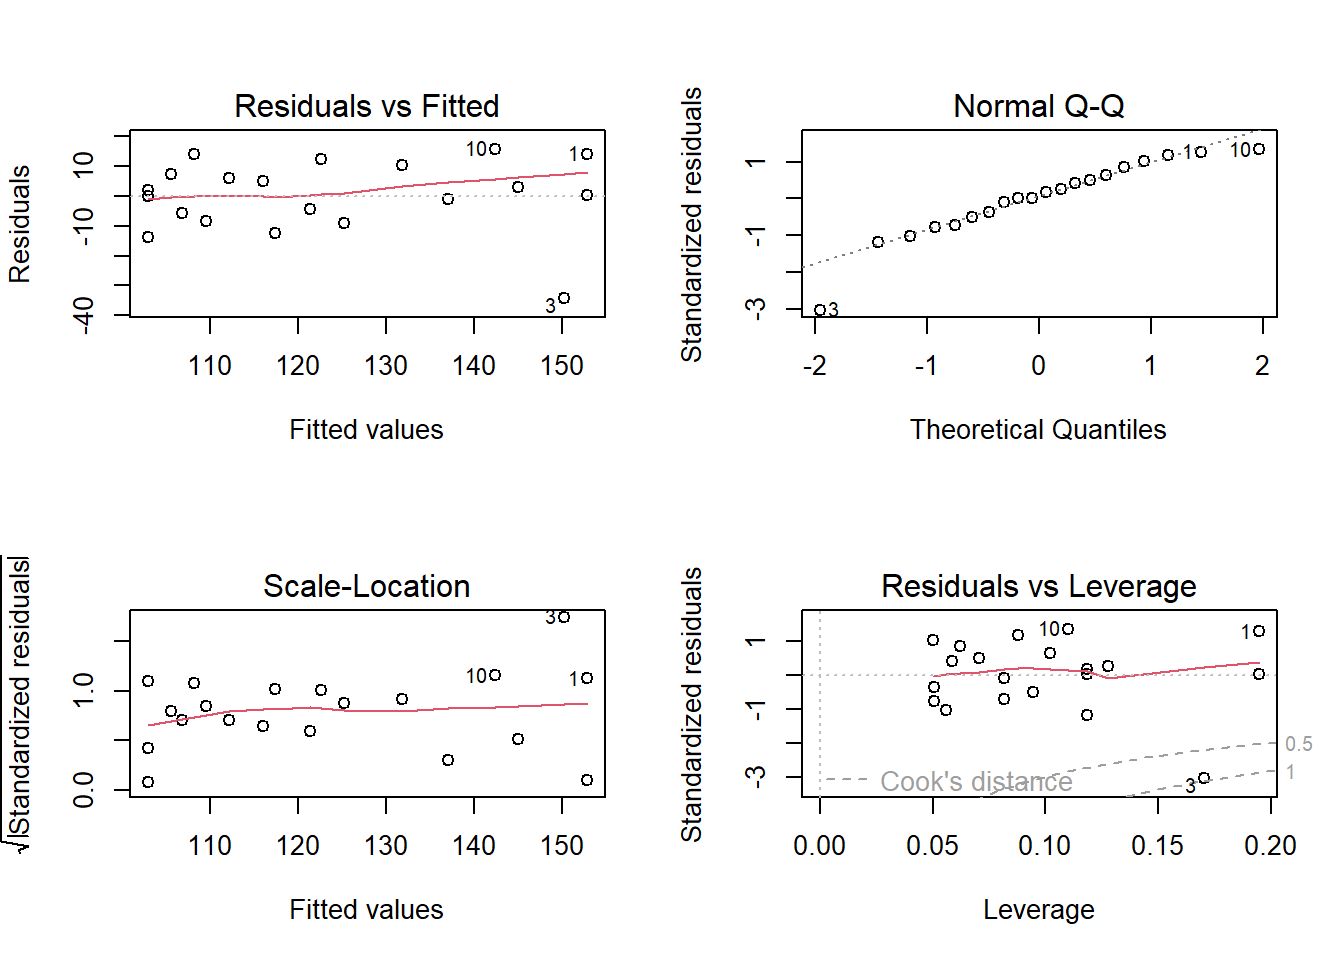 Residuals vs Fitted
Residuals
10
-10
-40
10
1
3
110 120 130 140 150
Fitted values
Normal Q-Q
Standardized residuals
1
-1
-3
1
10
3
-2 -1 0 1 2
Theoretical Quantiles
Scale-Location
√|Standardized residuals|
1.0
0.0
3
10
1
110 120 130 140 150
Fitted values
Residuals vs Leverage
Standardized residuals
1
-1
-3
10
1
0.5
1
Cook's distance
3
0.00 0.05 0.10 0.15 0.20
Leverage